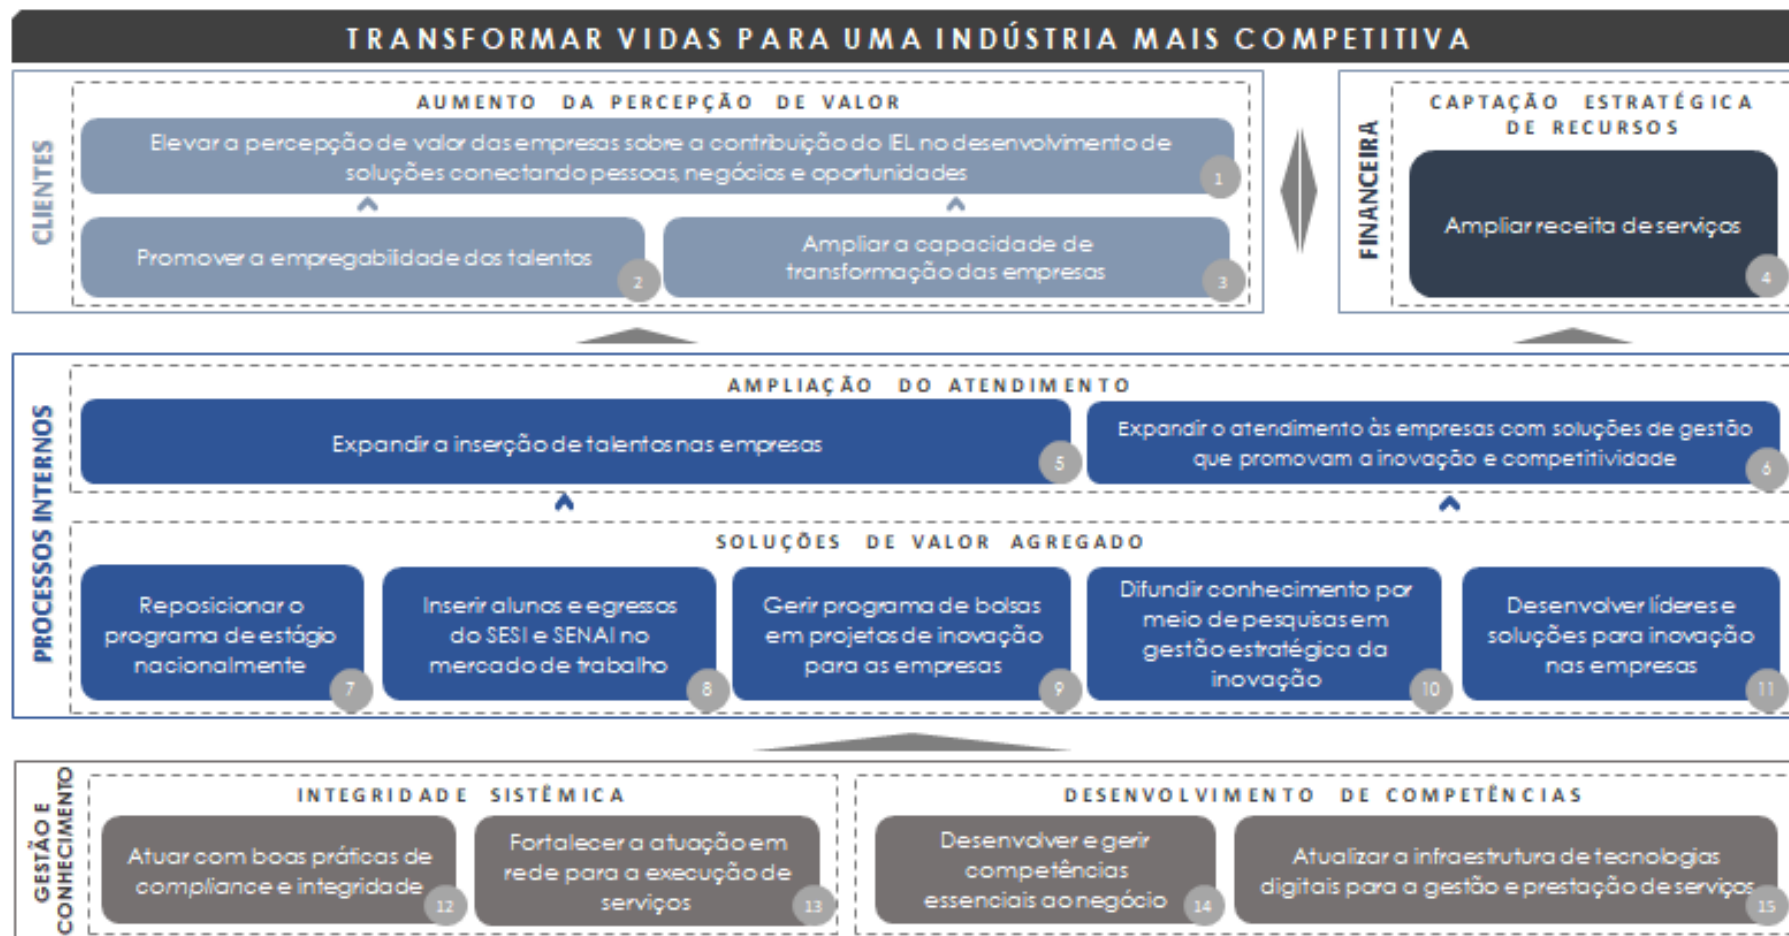 TRANSFORMAR VIDAS PARA UMA INDÚSTRIA MAIS COMPETITIVA
CLIENTES
AUMENTO DA PERCEPÇÃO DE VALOR
Elevar a percepção de valor das empresas sobre a contribuição do IEL no desenvolvimento de
soluções conectando pessoas, negócios e oportunidades
1
Promover a empregabilidade dos talentos
2
Ampliar a capacidade de
transformação das empresas
3
FINANCEIRA
CAPTAÇÃO ESTRATÉGICA
DE RECURSOS
Ampliar receita de serviços
4
PROCESSOS INTERNOS
AMPLIAÇÃO DO ATENDIMENTO
Expandir a inserção de talentos nas empresas
5
Expandir o atendimento às empresas com soluções de gestão
que promovam a inovação e competitividade
6
SOLUÇÕES DE VALOR AGREGADO
Reposicionar o
programa de estágio
nacionalmente
7
Inserir alunos e egressos
do SESI e SENAI no
mercado de trabalho
8
Gerir programa de bolsas
em projetos de inovação
para as empresas
9
Difundir conhecimento por
meio de pesquisas em
gestão estratégica da
inovação
10
Desenvolver líderes e
soluções para inovação
nas empresas
11
GESTÃO E
CONHECIMENTO
INTEGRIDADE SISTÊMICA
Atuar com boas práticas de
compliance e integridade
12
Fortalecer a atuação em
rede para a execução de
serviços
13
DESENVOLVIMENTO DE COMPETÊNCIAS
Desenvolver e gerir
competências
essenciais ao negócio
14
Atualizar a infraestrutura de tecnologias
digitais para a gestão e prestação de serviços
15